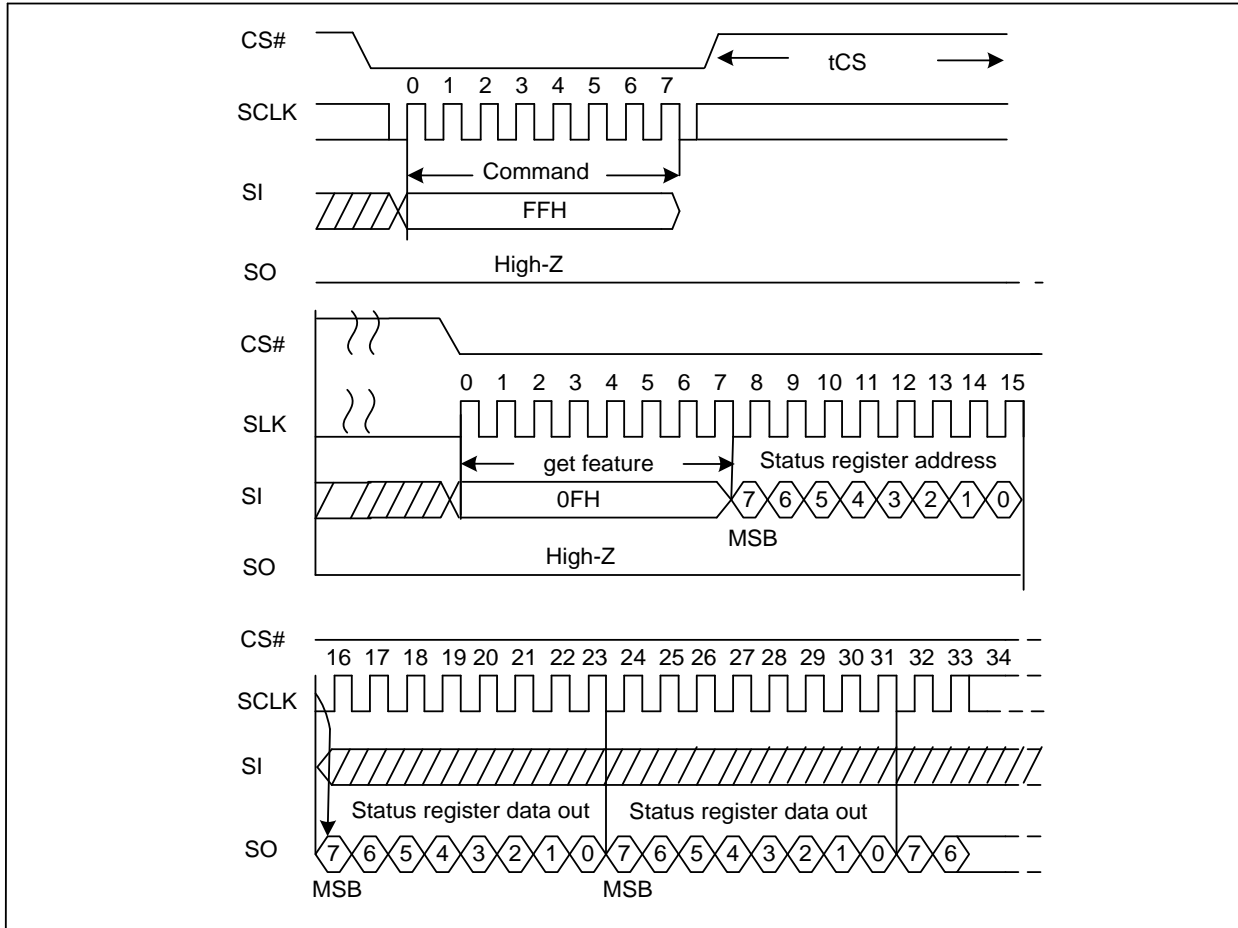 CS#
tCS
0 1 2 3 4 5 6 7
SCLK
Command
SI
FFH
High-Z
SO
CS#
0 1 2 3 4 5 6 7 8 9 10 11 12 13 14 15
SLK
get feature
Status register address
SI
0FH
7 6 5 4 3 2 1 0
MSB
High-Z
SO
CS#
16 17 18 19 20 21 22 23 24 25 26 27 28 29 30 31 32 33 34
SCLK
SI
Status register data out
Status register data out
SO
7 6 5 4 3 2 1 0 7 6 5 4 3 2 1 0 7 6
MSB
MSB